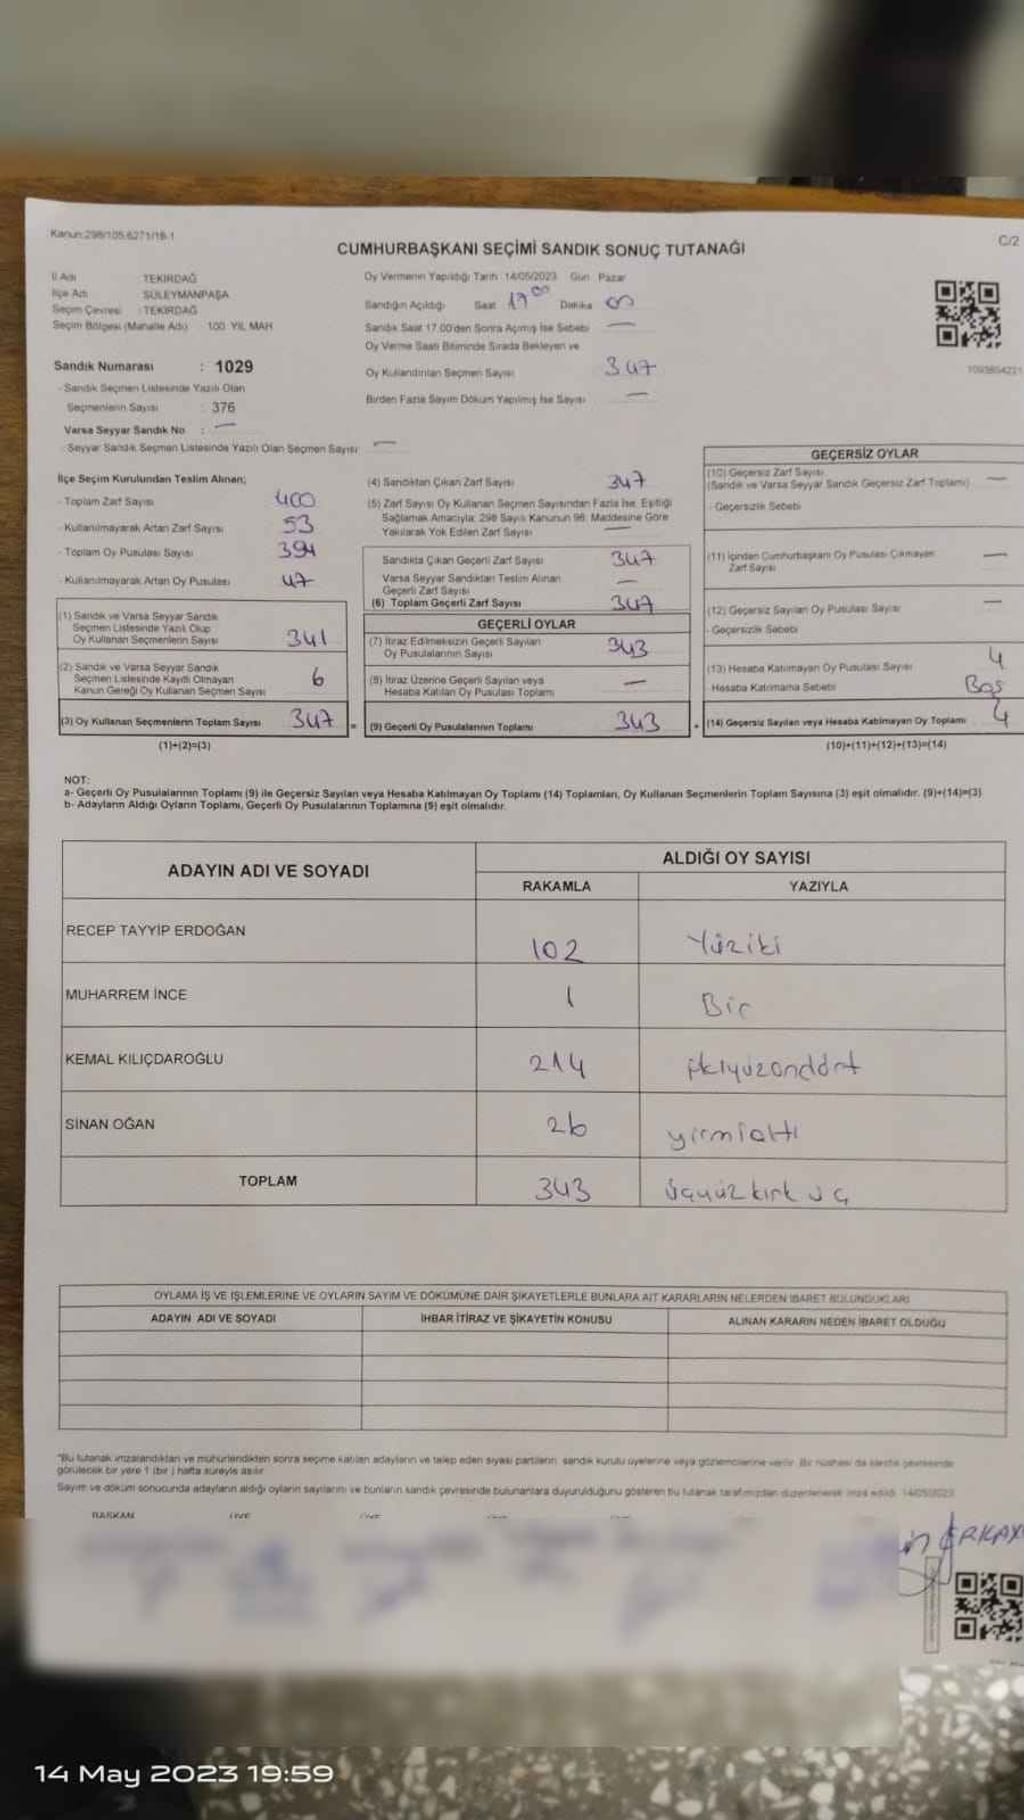 Kanun:298/105,6271/18-1
C/2
CUMHURBAŞKANI SEÇİMİ SANDIK SONUÇ TUTANAĞI
İl Adı : TEKİRDAĞ
İlçe Adı : SÜLEYMANPAŞA
Seçim Çevresi : TEKİRDAĞ
Seçim Bölgesi (Mahalle Adı) : 100. YIL MAH
Sandık Numarası : 1029
- Sandık Seçmen Listesinde Yazılı Olan
Seçmenlerin Sayısı : 376
Varsa Seyyar Sandık No : —
- Seyyar Sandık Seçmen Listesinde Yazılı Olan Seçmen Sayısı —
Oy Vermenin Yapıldığı Tarih : 14/05/2023 Gün : Pazar
Sandığın Açıldığı Saat 17 00 Dakika 00
Sandık Saat 17.00'den Sonra Açılmış İse Sebebi —
Oy Verme Saati Bitiminde Sırada Bekleyen ve
Oy Kullandırılan Seçmen Sayısı 347
Birden Fazla Sayım Döküm Yapılmış İse Sayısı —
İlçe Seçim Kurulundan Teslim Alınan;
- Toplam Zarf Sayısı 400
- Kullanılmayarak Artan Zarf Sayısı 53
- Toplam Oy Pusulası Sayısı 394
- Kullanılmayarak Artan Oy Pusulası 47
(1) Sandık ve Varsa Seyyar Sandık
Seçmen Listesinde Yazılı Olup
Oy Kullanan Seçmenlerin Sayısı 341
(2) Sandık ve Varsa Seyyar Sandık
Seçmen Listesinde Kayıtlı Olmayan
Kanun Gereği Oy Kullanan Seçmen Sayısı 6
(3) Oy Kullanan Seçmenlerin Toplam Sayısı 347 =
(1)+(2)=(3)
(4) Sandıktan Çıkan Zarf Sayısı 347
(5) Zarf Sayısı Oy Kullanan Seçmen Sayısından Fazla İse, Eşitliği
Sağlamak Amacıyla; 298 Sayılı Kanunun 98. Maddesine Göre
Yakılarak Yok Edilen Zarf Sayısı —
Sandıkta Çıkan Geçerli Zarf Sayısı 347
Varsa Seyyar Sandıktan Teslim Alınan
Geçerli Zarf Sayısı —
(6) Toplam Geçerli Zarf Sayısı 347
GEÇERLİ OYLAR
(7) İtiraz Edilmeksizin Geçerli Sayılan
Oy Pusulalarının Sayısı 343
(8) İtiraz Üzerine Geçerli Sayılan veya
Hesaba Katılan Oy Pusulası Toplamı —
(9) Geçerli Oy Pusulalarının Toplamı 343 +
GEÇERSİZ OYLAR
(10) Geçersiz Zarf Sayısı
(Sandık ve Varsa Seyyar Sandık Geçersiz Zarf Toplamı) —
- Geçersizlik Sebebi
(11) İçinden Cumhurbaşkanı Oy Pusulası Çıkmayan
Zarf Sayısı —
(12) Geçersiz Sayılan Oy Pusulası Sayısı —
- Geçersizlik Sebebi
(13) Hesaba Katılmayan Oy Pusulası Sayısı 4
Hesaba Katılmama Sebebi Boş
(14) Geçersiz Sayılan veya Hesaba Katılmayan Oy Toplamı 4
(10)+(11)+(12)+(13)=(14)
NOT:
a- Geçerli Oy Pusulalarının Toplamı (9) ile Geçersiz Sayılan veya Hesaba Katılmayan Oy Toplamı (14) Toplamları, Oy Kullanan Seçmenlerin Toplam Sayısına (3) eşit olmalıdır. (9)+(14)=(3)
b- Adayların Aldığı Oyların Toplamı, Geçerli Oy Pusulalarının Toplamına (9) eşit olmalıdır.
ADAYIN ADI VE SOYADI
ALDIĞI OY SAYISI
RAKAMLA YAZIYLA
RECEP TAYYİP ERDOĞAN 102 Yüziki
MUHARREM İNCE 1 Bir
KEMAL KILIÇDAROĞLU 214 ikiyüzondört
SİNAN OĞAN 26 yirmialtı
TOPLAM 343 üçyüz kırk üç
OYLAMA İŞ VE İŞLEMLERİNE VE OYLARIN SAYIM VE DÖKÜMÜNE DAİR ŞİKAYETLERLE BUNLARA AİT KARARLARIN NELERDEN İBARET BULUNDUKLARI
ADAYIN ADI VE SOYADI İHBAR İTİRAZ VE ŞİKAYETİN KONUSU ALINAN KARARIN NEDEN İBARET OLDUĞU
"Bu tutanak imzalandıktan ve mühürlendikten sonra seçime katılan adayların ve talep eden siyasi partilerin sandık kurulu üyelerine veya gözlemcilerine verilir. Bir nüshası da sandık çevresinde
görülecek bir yere 1 (bir) hafta süreyle asılır
Sayım ve döküm sonucunda adayların aldığı oyların sayılarını ve bunların sandık çevresinde bulunanlara duyurulduğunu gösteren bu tutanak tarafımızdan düzenlenerek imza edildi. 14/05/2023
BAŞKAN ÜYE ÜYE
14 May 2023 19:59